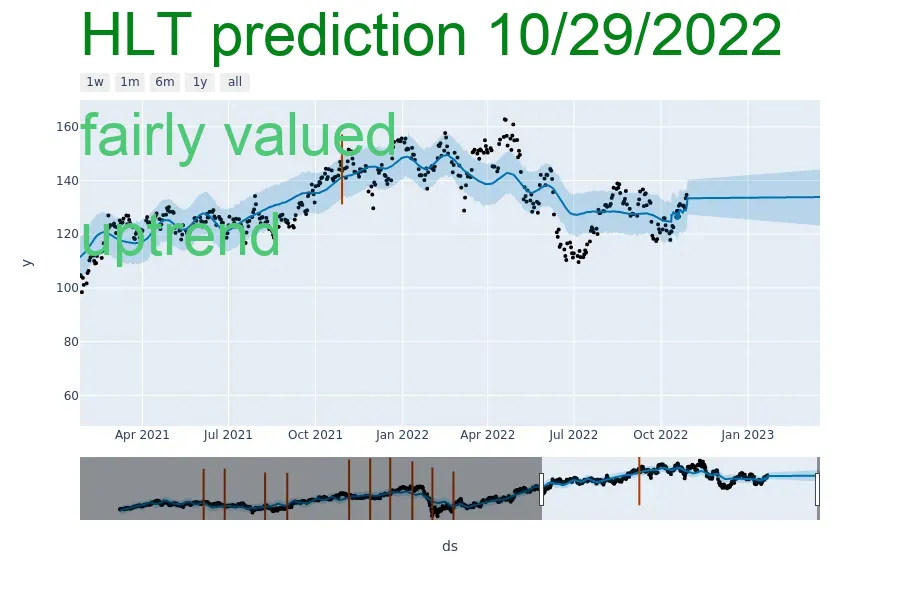 HLT prediction 10/29/2022
1w 1m 6m 1y all
fairly valued
uptrend
160
140
120
100
80
60
y
Apr 2021 Jul 2021 Oct 2021 Jan 2022 Apr 2022 Jul 2022 Oct 2022 Jan 2023
ds